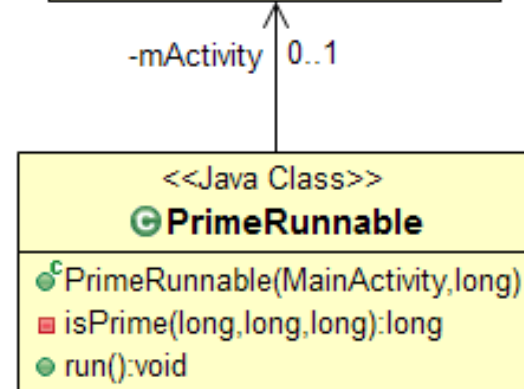 -mActivity 0..1
<<Java Class>>
C PrimeRunnable
c PrimeRunnable(MainActivity,long)
isPrime(long,long,long):long
run():void